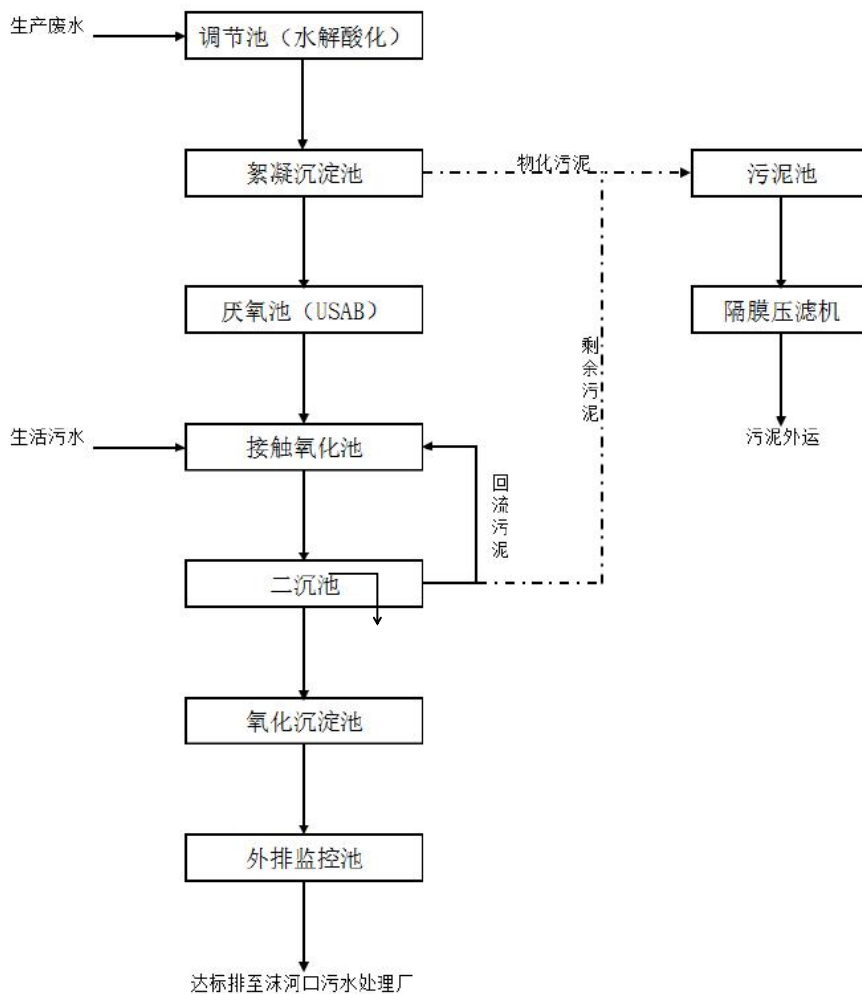 生产废水
调节池（水解酸化）
絮凝沉淀池
物化污泥
污泥池
厌氧池（USAB）
隔膜压滤机
剩余污泥
生活污水
接触氧化池
污泥外运
回流污泥
二沉池
氧化沉淀池
外排监控池
达标排至沫河口污水处理厂